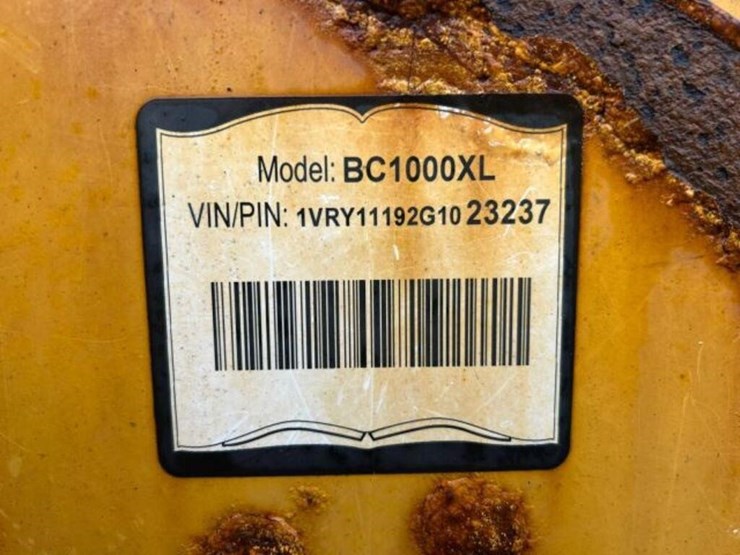 Model: BC1000XL
VIN/PIN: 1VRY11192G10 23237